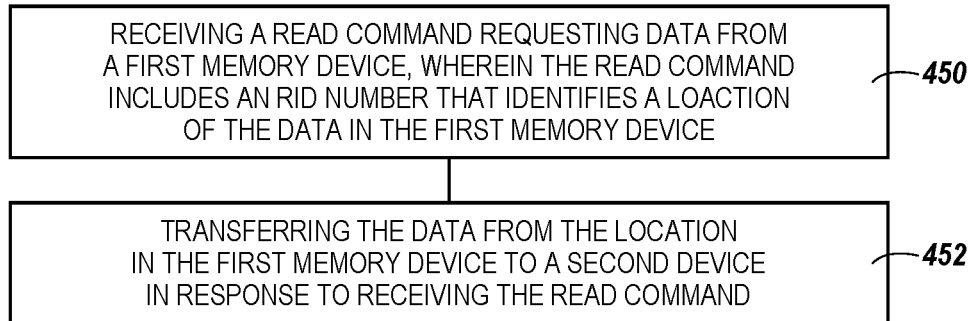 RECEIVING A READ COMMAND REQUESTING DATA FROM
A FIRST MEMORY DEVICE, WHEREIN THE READ COMMAND
INCLUDES AN RID NUMBER THAT IDENTIFIES A LOACTION
OF THE DATA IN THE FIRST MEMORY DEVICE
450
TRANSFERRING THE DATA FROM THE LOCATION
IN THE FIRST MEMORY DEVICE TO A SECOND DEVICE
IN RESPONSE TO RECEIVING THE READ COMMAND
452